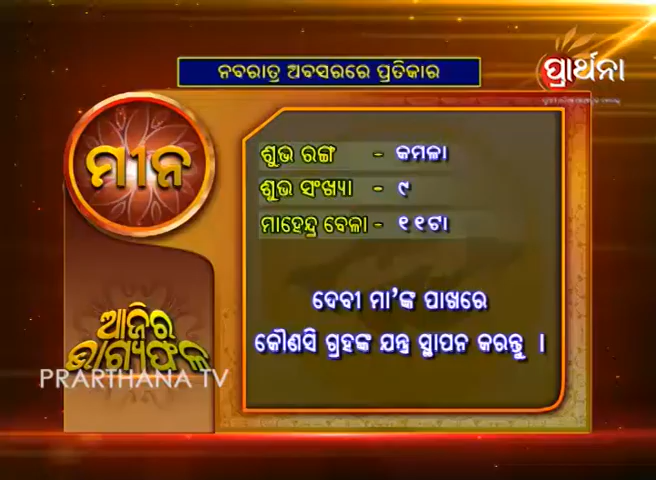 ନବରାତ୍ର ଅବସରରେ ପ୍ରତିକାର
ପ୍ରାର୍ଥନା
ମୀନ
ଶୁଭ ରଙ୍ଗ - କମଳା
ଶୁଭ ସଂଖ୍ୟା - ୯
ମାହେନ୍ଦ୍ର ବେଳା - ୧୧ଟା
ଦେବୀ ମା'ଙ୍କ ପାଖରେ
କୌଣସି ଗ୍ରହଙ୍କ ଯନ୍ତ୍ର ସ୍ଥାପନ କରନ୍ତୁ ।
ଆଜିର
ଭାଗ୍ୟଫଳ
PRARTHANA TV